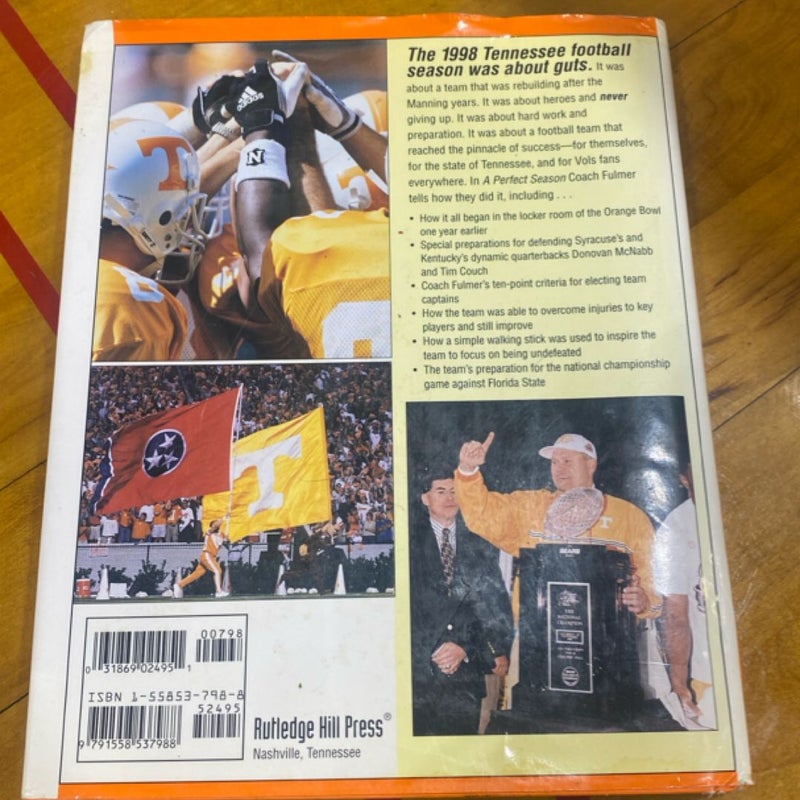 The 1998 Tennessee football
season was about guts. It was
about a team that was rebuilding after the
Manning years. It was about heroes and never
giving up. It was about hard work and
preparation. It was about a football team that
reached the pinnacle of success—for themselves,
for the state of Tennessee, and for Vols fans
everywhere. In A Perfect Season Coach Fulmer
tells how they did it, including . . .
• How it all began in the locker room of the Orange Bowl
one year earlier
• Special preparations for defending Syracuse's and
Kentucky's dynamic quarterbacks Donovan McNabb
and Tim Couch
• Coach Fulmer's ten-point criteria for electing team
captains
• How the team was able to overcome injuries to key
players and still improve
• How a simple walking stick was used to inspire the
team to focus on being undefeated
• The team's preparation for the national championship
game against Florida State
adidas
N
T
T
T
SEARS
THE
NATIONAL
CHAMPION
00798
0 31869 02495 1
ISBN 1-55853-798-8
52495
9 791558 537988
Rutledge Hill Press®
Nashville, Tennessee